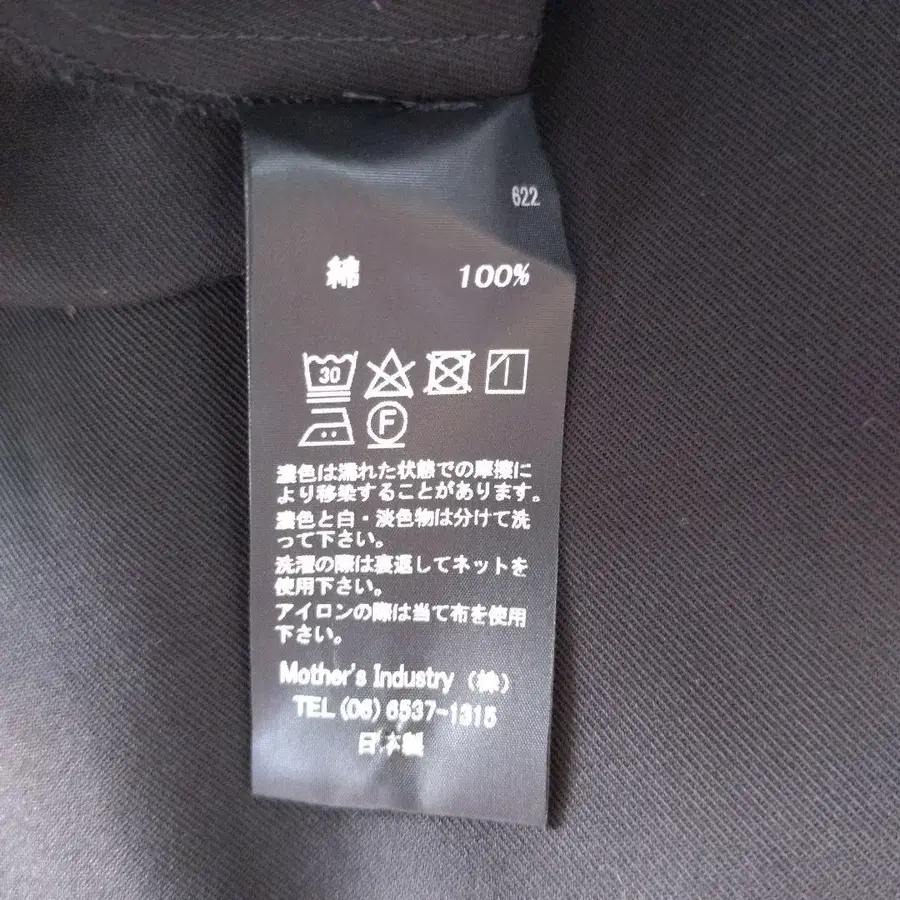 622
綿 100%
30
F
濃色は濡れた状態での摩擦に
より移染することがあります。
濃色と白・淡色物は分けて洗
って下さい。
洗濯の際は裏返してネットを
使用下さい。
アイロンの際は当て布を使用
下さい。
Mother's Industry (株)
TEL (06) 6537-1315
日本製